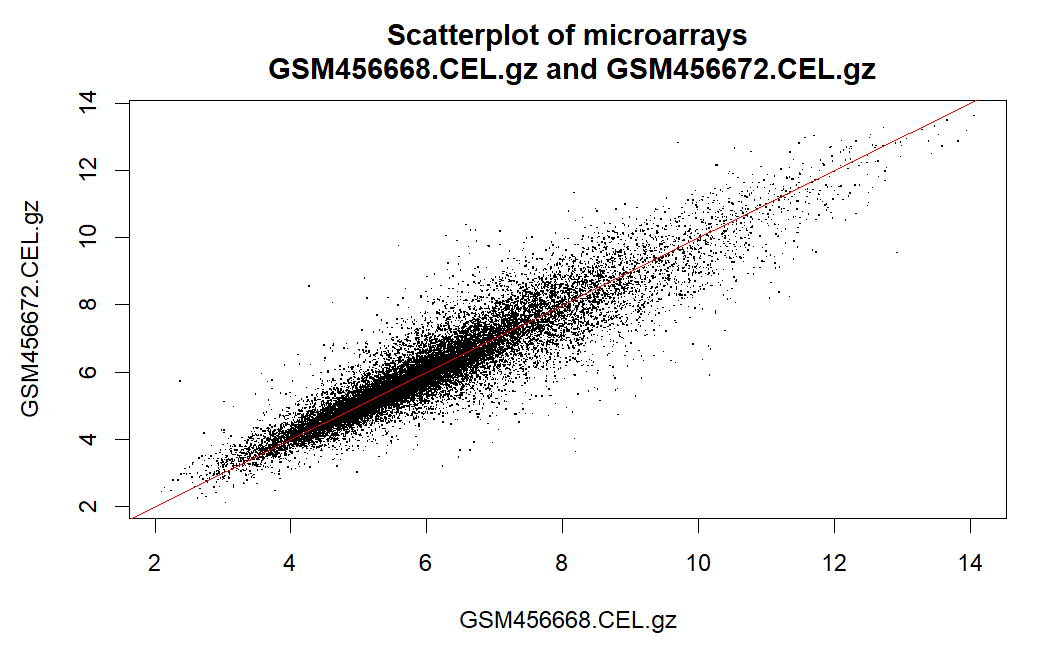 Scatterplot of microarrays
GSM456668.CEL.gz and GSM456672.CEL.gz
GSM456672.CEL.gz
14
12
10
8
6
4
2
2 4 6 8 10 12 14
GSM456668.CEL.gz